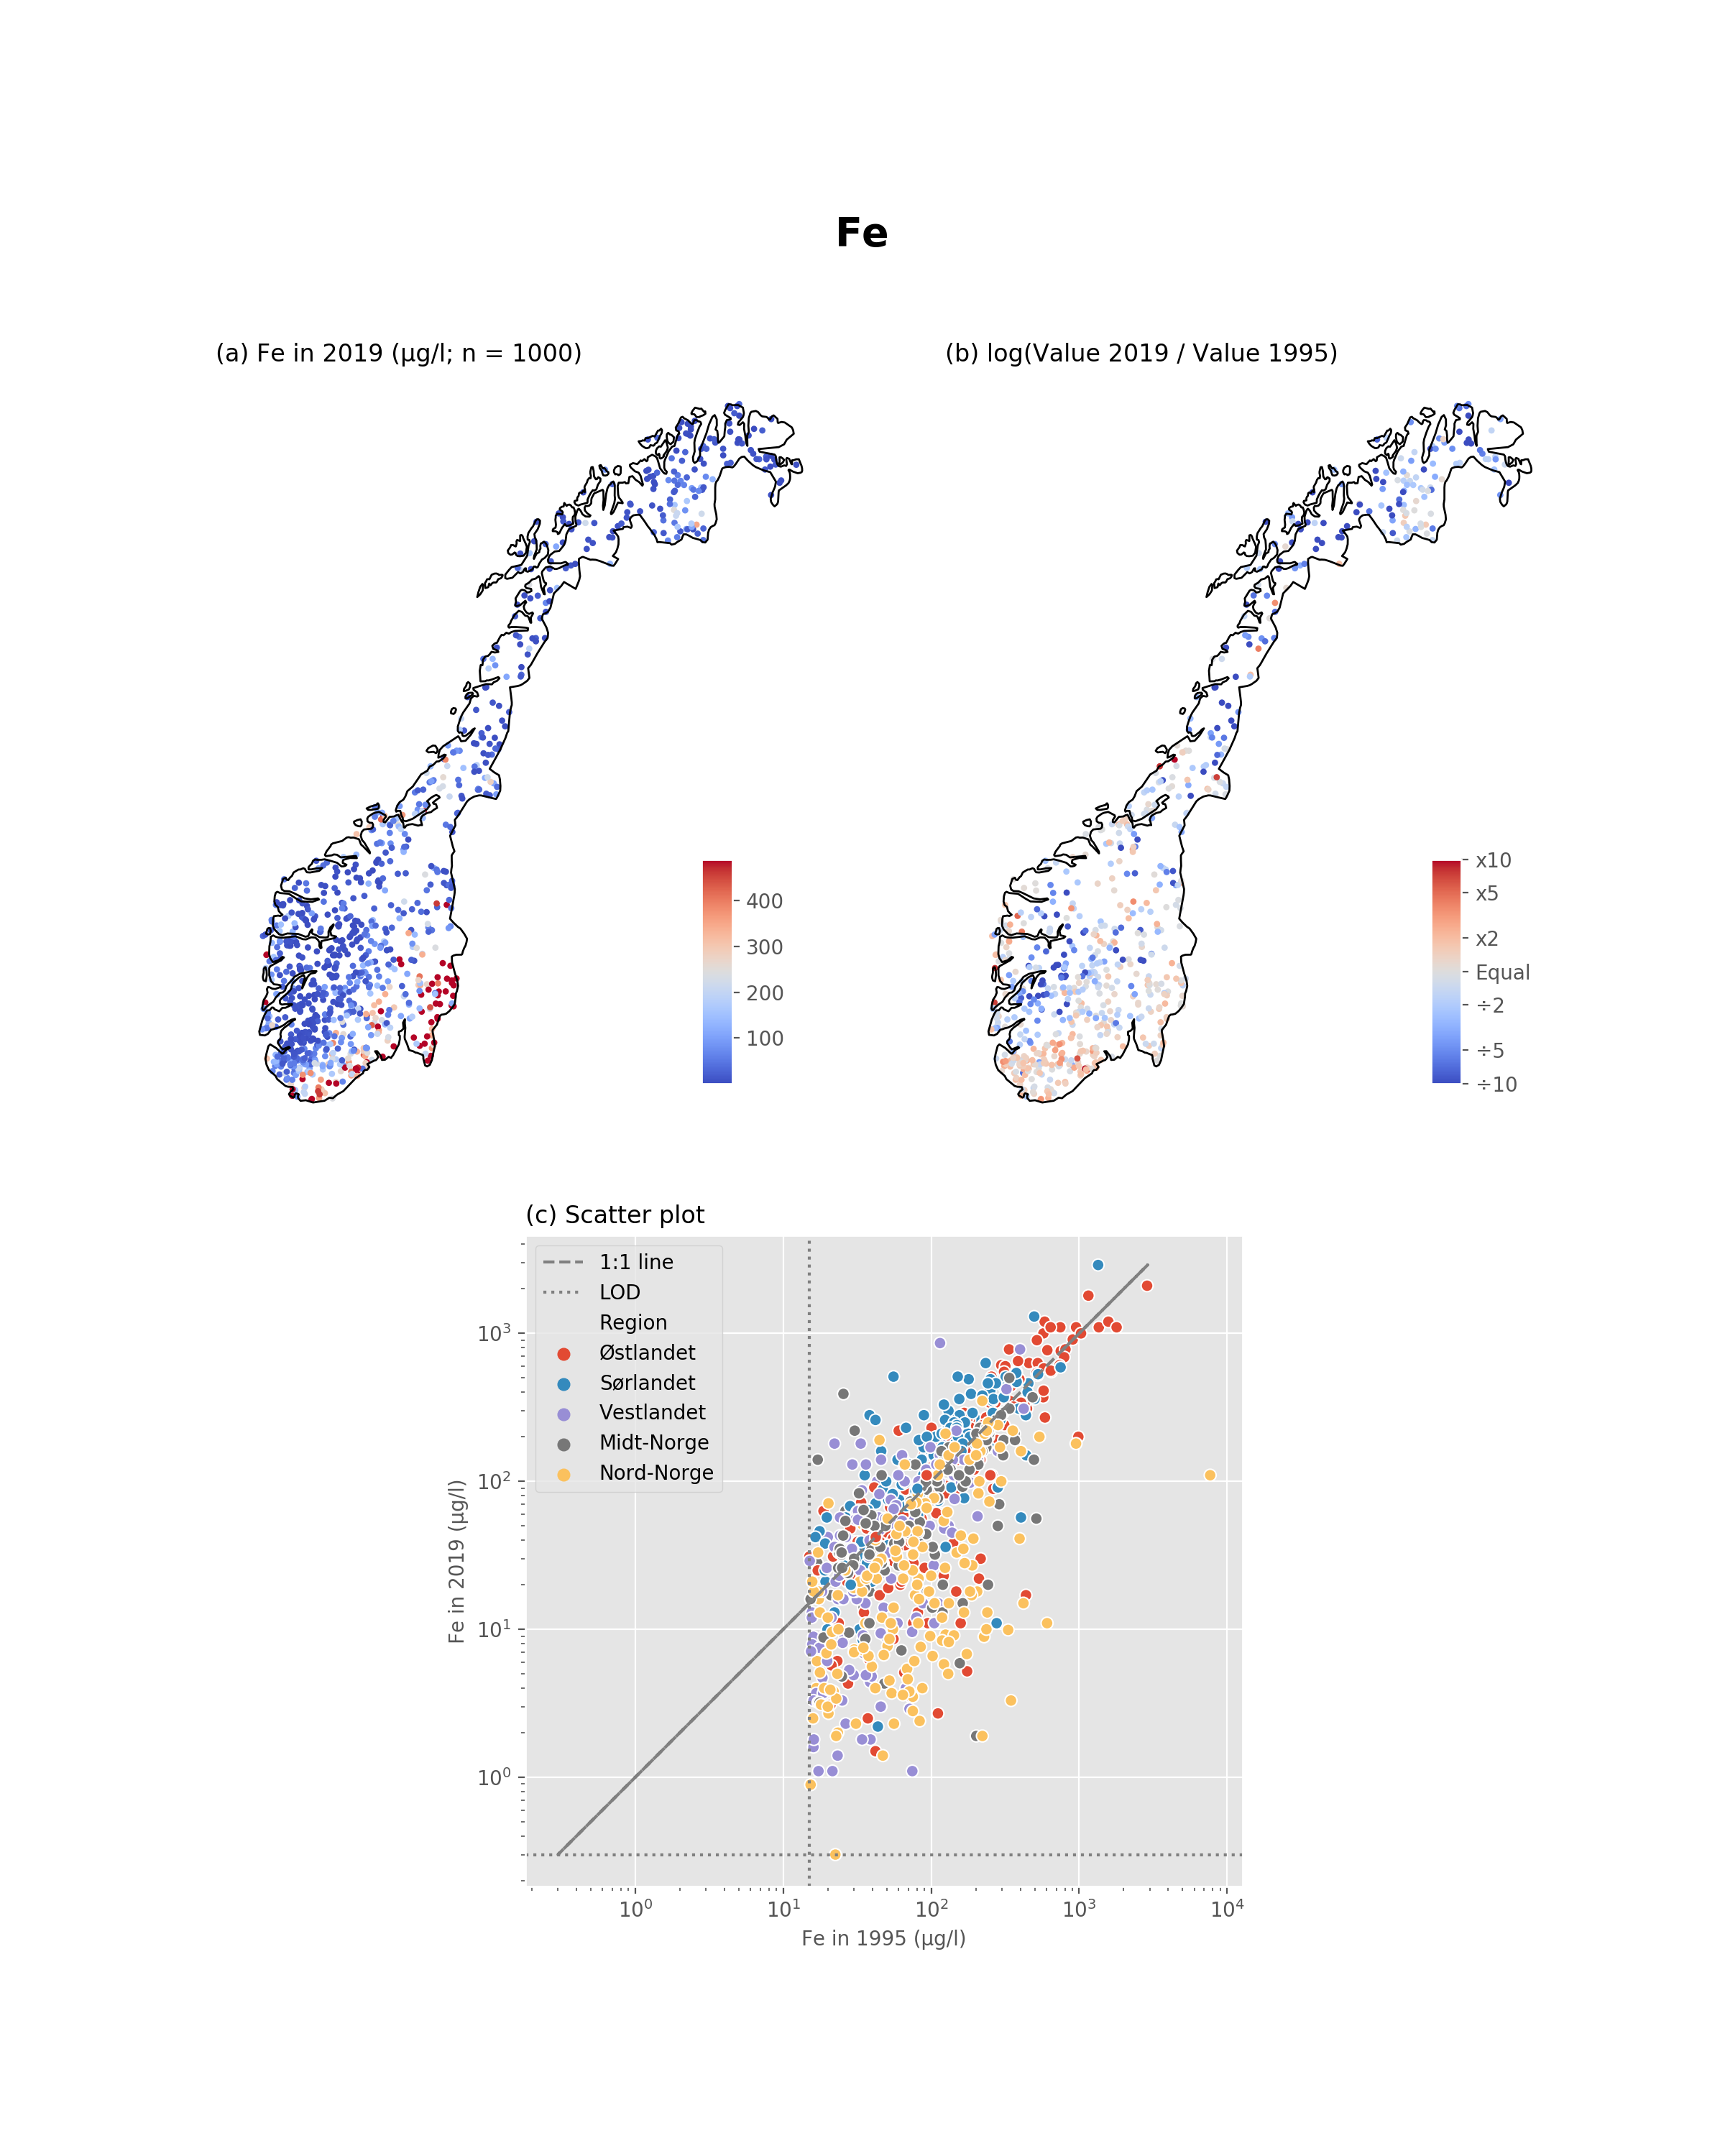 Fe
(a) Fe in 2019 (µg/l; n = 1000)
(b) log(Value 2019 / Value 1995)
400
300
200
100
x10
x5
x2
Equal
÷2
÷5
÷10
(c) Scatter plot
1:1 line
LOD
Region
Østlandet
Sørlandet
Vestlandet
Midt-Norge
Nord-Norge
10³
10²
10¹
10⁰
Fe in 2019 (µg/l)
10⁰ 10¹ 10² 10³ 10⁴
Fe in 1995 (µg/l)